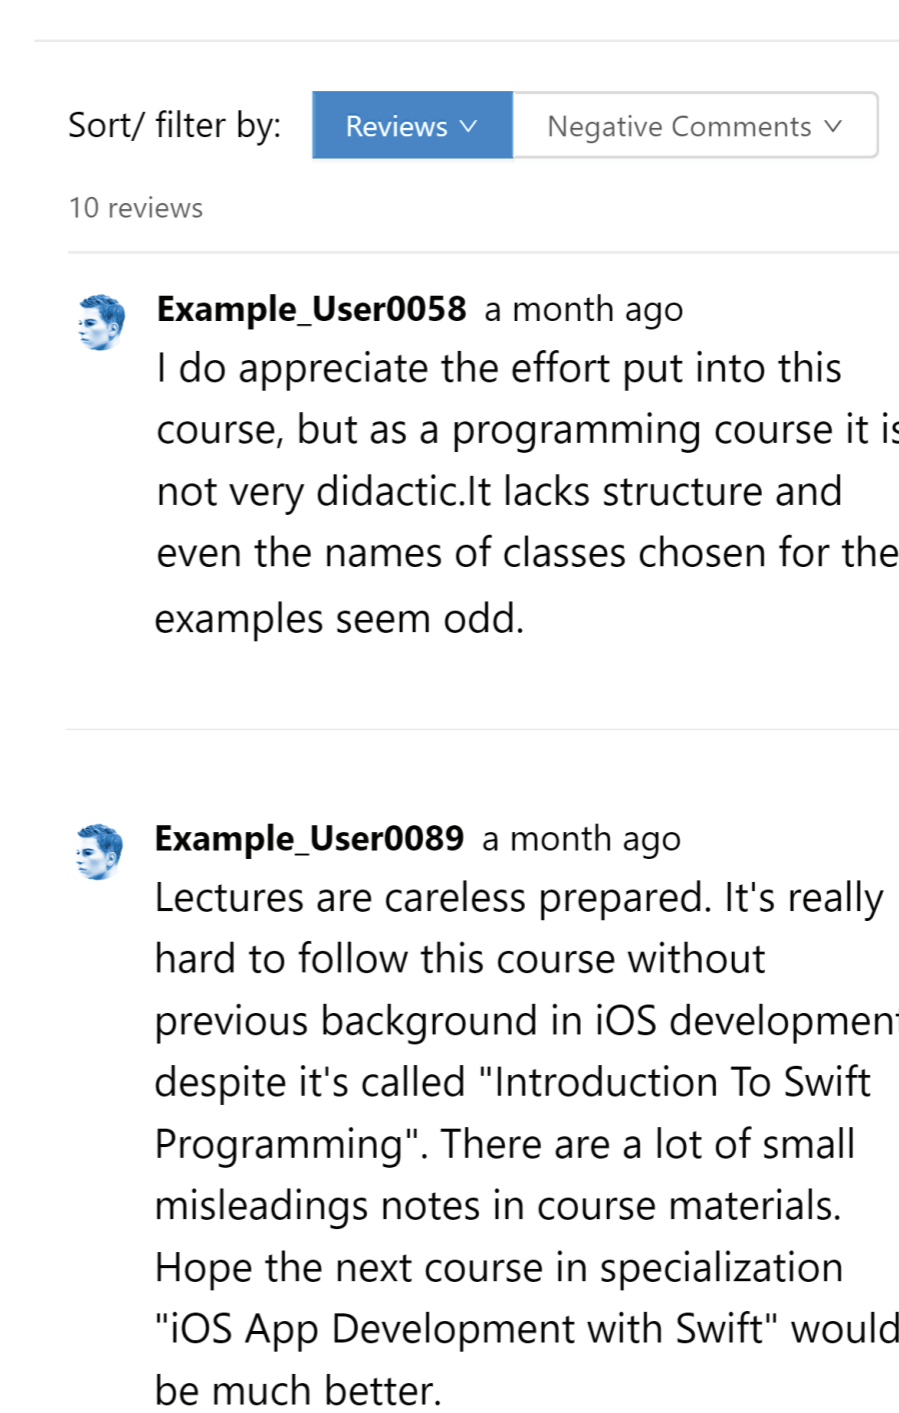 Sort/ filter by: Reviews Negative Comments
10 reviews
Example_User0058 a month ago
I do appreciate the effort put into this
course, but as a programming course it is
not very didactic.It lacks structure and
even the names of classes chosen for the
examples seem odd.
Example_User0089 a month ago
Lectures are careless prepared. It's really
hard to follow this course without
previous background in iOS development
despite it's called "Introduction To Swift
Programming". There are a lot of small
misleadings notes in course materials.
Hope the next course in specialization
"iOS App Development with Swift" would
be much better.